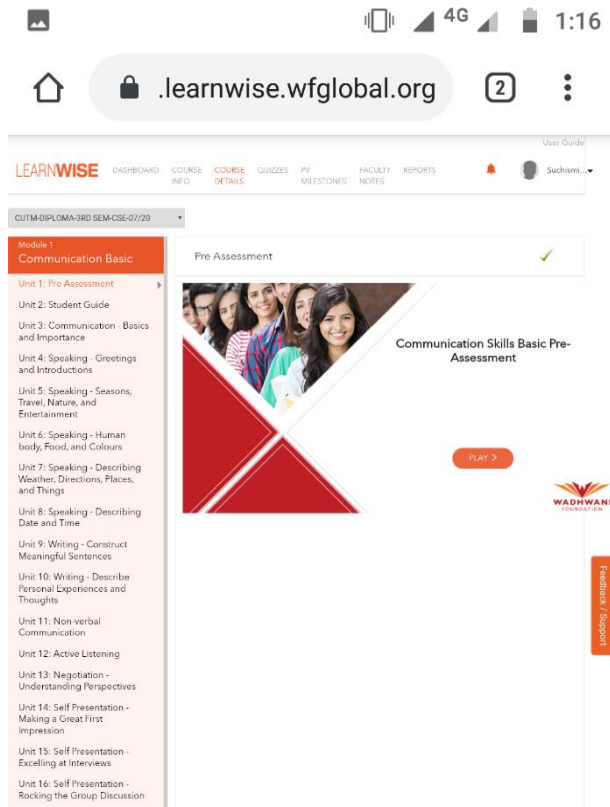 4G
1:16
.learnwise.wfglobal.org
2
User Guide
LEARNWISE
DASHBOARD
COURSE
INFO
COURSE
DETAILS
QUIZZES
PV
MILESTONES
FACULTY
NOTES
REPORTS
Suchismi...
CUTM-DIPLOMA-3RD SEM-CSE-07/20
Module 1
Communication Basic
Unit 1: Pre Assessment
Unit 2: Student Guide
Unit 3: Communication - Basics
and Importance
Unit 4: Speaking - Greetings
and Introductions
Unit 5: Speaking - Seasons,
Travel, Nature, and
Entertainment
Unit 6: Speaking - Human
body, Food, and Colours
Unit 7: Speaking - Describing
Weather, Directions, Places,
and Things
Unit 8: Speaking - Describing
Date and Time
Unit 9: Writing - Construct
Meaningful Sentences
Unit 10: Writing - Describe
Personal Experiences and
Thoughts
Unit 11: Non-verbal
Communication
Unit 12: Active Listening
Unit 13: Negotiation -
Understanding Perspectives
Unit 14: Self Presentation -
Making a Great First
Impression
Unit 15: Self Presentation -
Excelling at Interviews
Unit 16: Self Presentation -
Rocking the Group Discussion
Pre Assessment
Communication Skills Basic Pre-
Assessment
PLAY >
WADHWANI
FOUNDATION
Feedback / Support